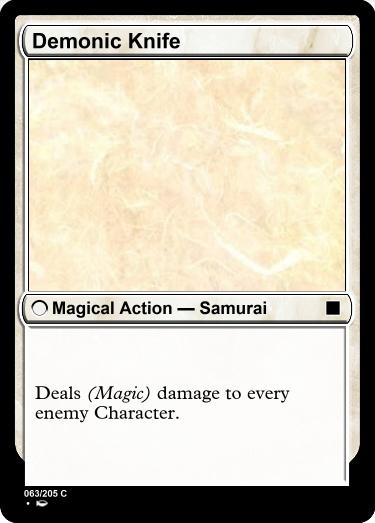 Demonic Knife
Magical Action — Samurai
Deals (Magic) damage to every
enemy Character.
063/205 C